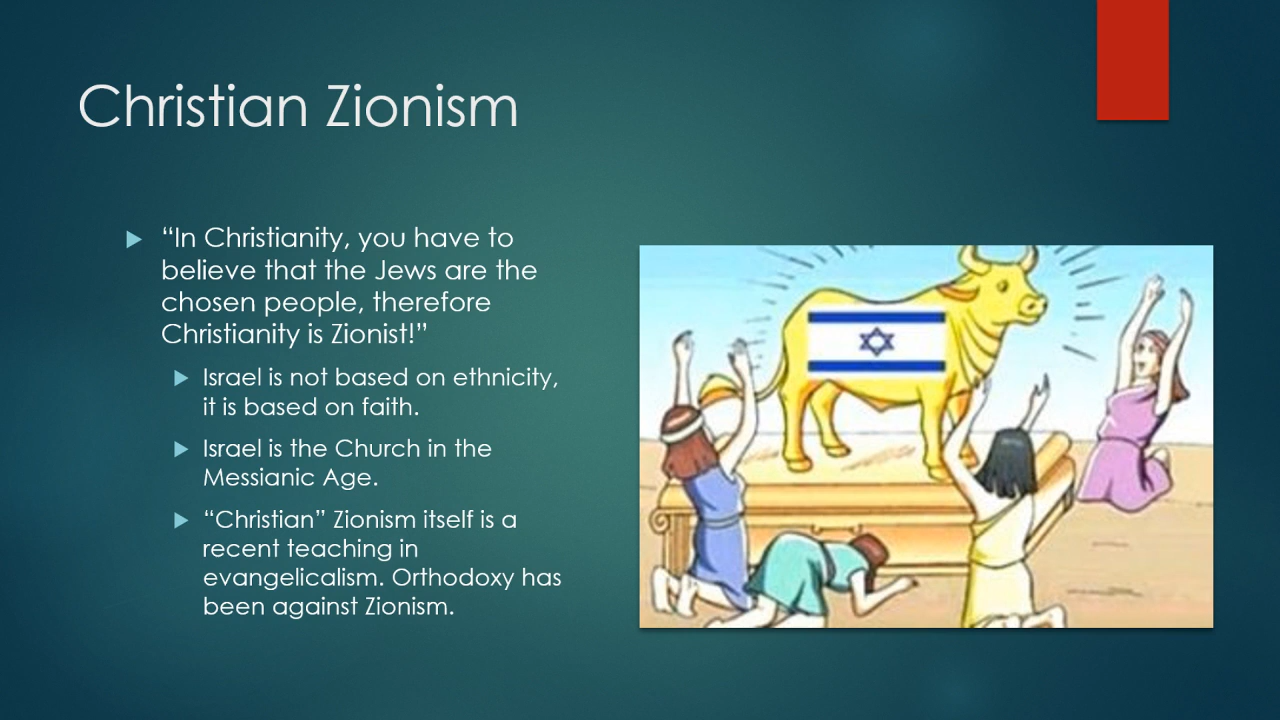 Christian Zionism
“In Christianity, you have to
believe that the Jews are the
chosen people, therefore
Christianity is Zionist!”
Israel is not based on ethnicity,
it is based on faith.
Israel is the Church in the
Messianic Age.
“Christian” Zionism itself is a
recent teaching in
evangelicalism. Orthodoxy has
been against Zionism.